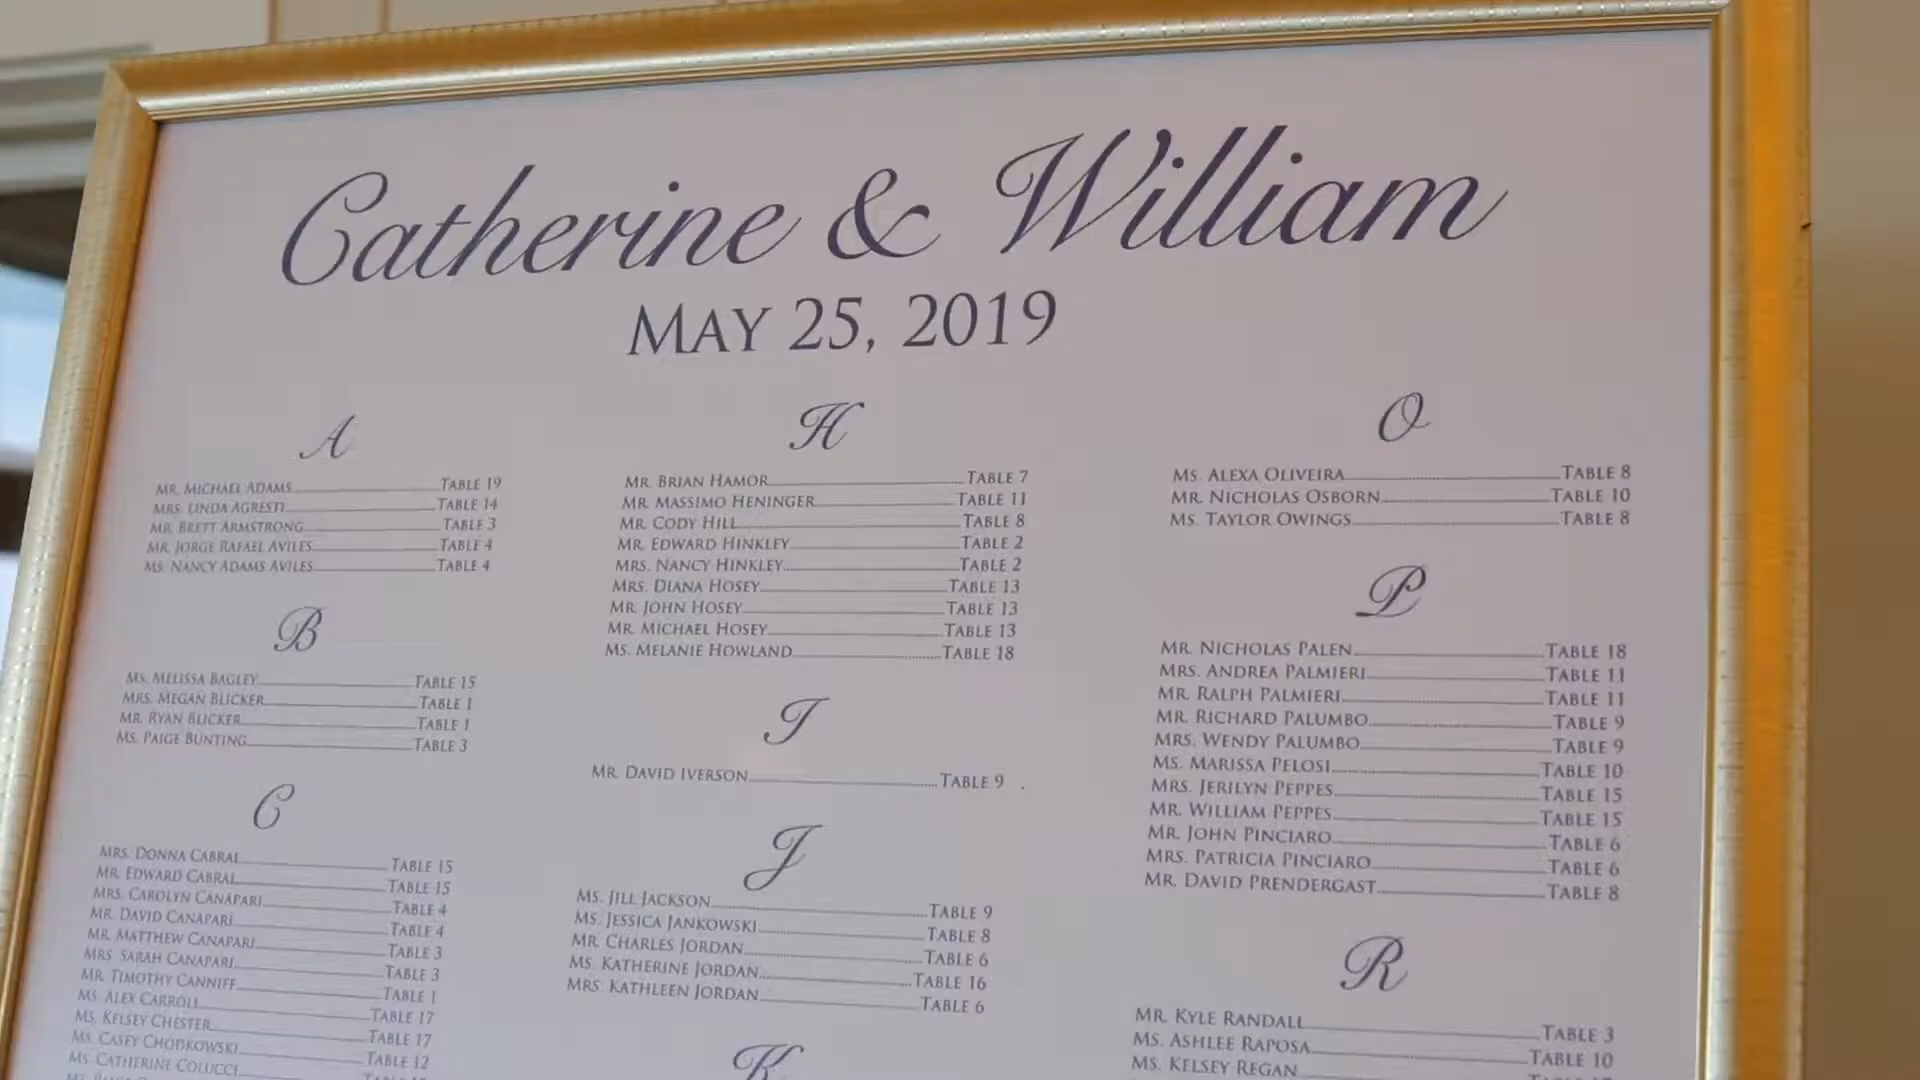 Catherine & William
MAY 25, 2019
A
MR. MICHAEL ADAMS TABLE 19
MRS. LINDA AGRESTI TABLE 14
MR. BRETT ARMSTRONG TABLE 3
MR. JORGE RAFAEL AVILES TABLE 4
MS. NANCY ADAMS AVILES TABLE 4
B
MS. MELISSA BAGLEY TABLE 15
MRS. MEGAN BLICKER TABLE 1
MR. RYAN BLICKER TABLE 1
MS. PAIGE BUNTING TABLE 3
C
MRS. DONNA CABRAL TABLE 15
MR. EDWARD CABRAL TABLE 15
MRS. CAROLYN CANAPARI TABLE 4
MR. DAVID CANAPARI TABLE 4
MR. MATTHEW CANAPARI TABLE 3
MRS. SARAH CANAPARI TABLE 3
MR. TIMOTHY CANNIFF TABLE 1
MS. ALEX CARROLL TABLE 17
MS. KELSEY CHESTER TABLE 17
MS. CASEY CHODKOWSKI TABLE 12
MS. CATHERINE COLUCCI
H
MR. BRIAN HAMOR TABLE 7
MR. MASSIMO HENINGER TABLE 11
MR. CODY HILL TABLE 8
MR. EDWARD HINKLEY TABLE 2
MRS. NANCY HINKLEY TABLE 2
MRS. DIANA HOSEY TABLE 13
MR. JOHN HOSEY TABLE 13
MR. MICHAEL HOSEY TABLE 13
MS. MELANIE HOWLAND TABLE 18
I
MR. DAVID IVERSON TABLE 9
J
MS. JILL JACKSON TABLE 9
MS. JESSICA JANKOWSKI TABLE 8
MR. CHARLES JORDAN TABLE 6
MS. KATHERINE JORDAN TABLE 16
MRS. KATHLEEN JORDAN TABLE 6
K
O
MS. ALEXA OLIVEIRA TABLE 8
MR. NICHOLAS OSBORN TABLE 10
MS. TAYLOR OWINGS TABLE 8
P
MR. NICHOLAS PALEN TABLE 18
MRS. ANDREA PALMIERI TABLE 11
MR. RALPH PALMIERI TABLE 11
MR. RICHARD PALUMBO TABLE 9
MRS. WENDY PALUMBO TABLE 9
MS. MARISSA PELOSI TABLE 10
MRS. JERILYN PEPPES TABLE 15
MR. WILLIAM PEPPES TABLE 15
MR. JOHN PINCIARO TABLE 6
MRS. PATRICIA PINCIARO TABLE 6
MR. DAVID PRENDERGAST TABLE 8
R
MR. KYLE RANDALL TABLE 3
MS. ASHLEE RAPOSA TABLE 10
MS. KELSEY REGAN